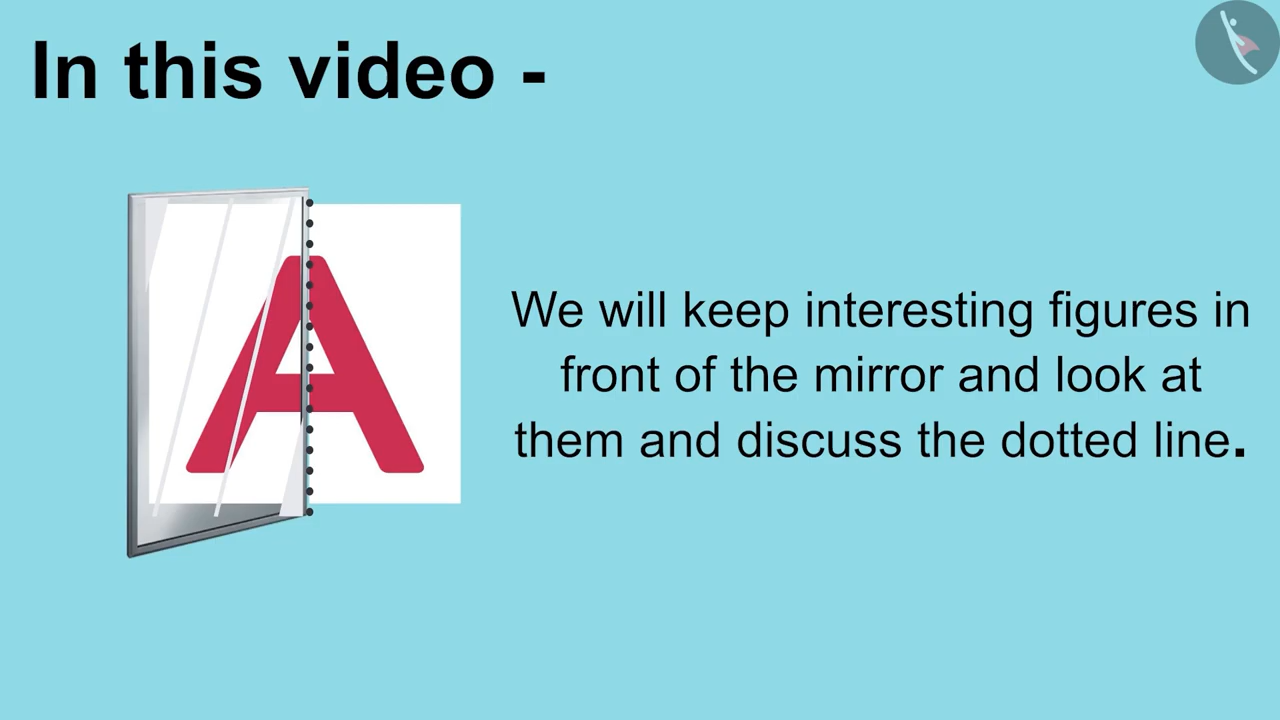 In this video -
A
We will keep interesting figures in
front of the mirror and look at
them and discuss the dotted line.